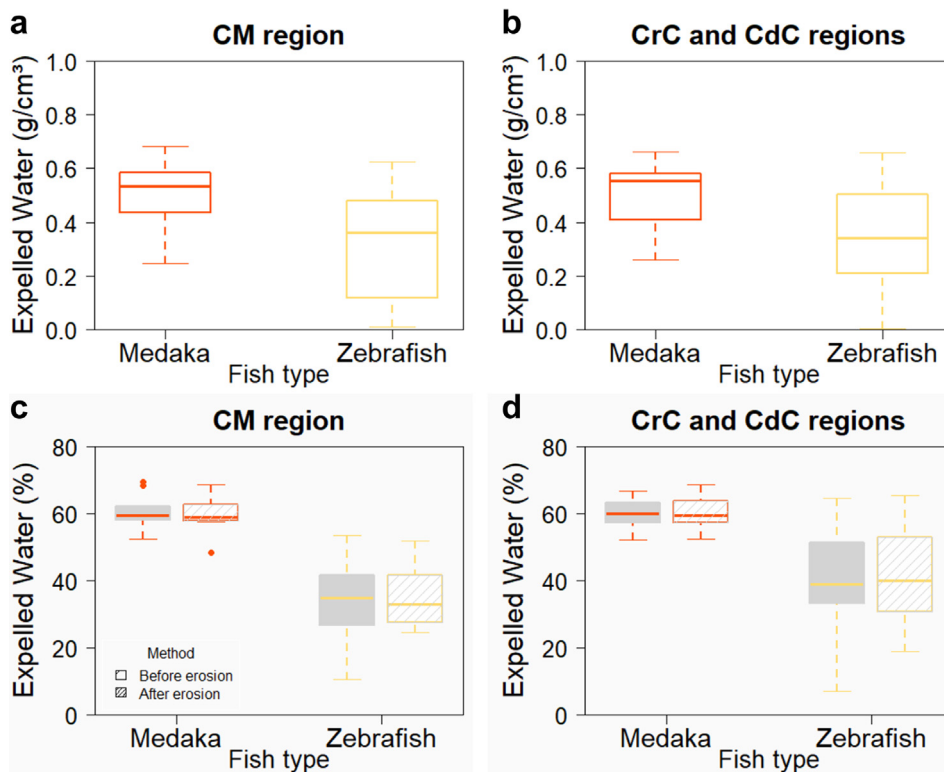 a
CM region
Expelled Water (g/cm³)
1.0
0.8
0.6
0.4
0.2
0.0
Medaka
Zebrafish
Fish type
b
CrC and CdC regions
Expelled Water (g/cm³)
1.0
0.8
0.6
0.4
0.2
0.0
Medaka
Zebrafish
Fish type
c
CM region
Expelled Water (%)
80
60
40
20
0
Method
Before erosion
After erosion
Medaka
Zebrafish
Fish type
d
CrC and CdC regions
Expelled Water (%)
80
60
40
20
0
Medaka
Zebrafish
Fish type